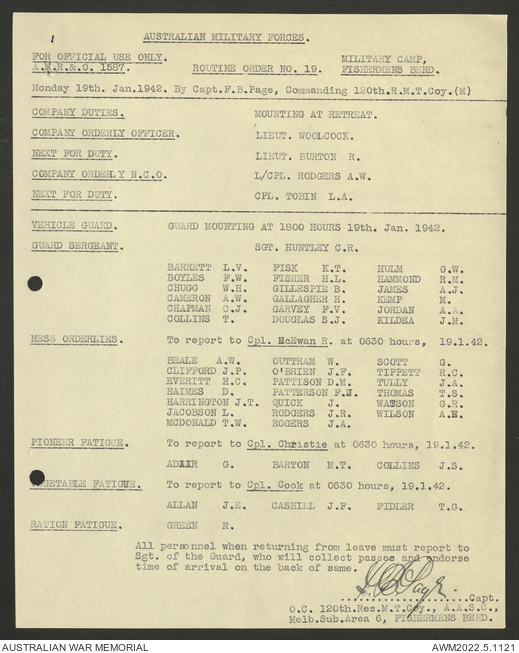 1
AUSTRALIAN MILITARY FORCES.
FOR OFFICIAL USE ONLY. MILITARY CAMP,
A.M.R.&.O. 1587. ROUTINE ORDER NO. 19. FISHERMENS BEND.
Monday 19th. Jan.1942. By Capt.F.B.Page, Commanding 120th.R.M.T.Coy.(M)
COMPANY DUTIES. MOUNTING AT RETREAT.
COMPANY ORDERLY OFFICER. LIEUT. WOOLCOCK.
NEXT FOR DUTY. LIEUT. BURTON R.
COMPANY ORDERLY N.C.O. L/CPL. RODGERS A.W.
NEXT FOR DUTY. CPL. TOBIN L.A.
VEHICLE GUARD. GUARD MOUNTING AT 1800 HOURS 19th. Jan. 1942.
GUARD SERGEANT. SGT. HUNTLEY C.R.
BARRETT L.V. FISK K.T. HULM G.W.
BOYLES F.W. FISHER H.L. HAMMOND R.M.
CHUGG W.H. GILLESPIE B. JAMES A.J.
CAMERON A.W. GALLAGHER H. KEMP M.
CHAPMAN C.J. GARVEY F.V. JORDAN A.A.
COLLINS T. DOUGLAS S.J. KILDEA J.M.
MESS ORDERLIES. To report to Cpl. McEwan R. at 0630 hours, 19.1.42.
BEALE A.W. OUTTRAM W. SCOTT G.
CLIFFORD J.P. O'BRIEN J.F. TIPPETT R.C.
EVERITT H.C. PATTISON D.M. TULLY J.A.
HAIMES D. PATTERSON F.J. THOMAS T.S.
HARRINGTON J.T. QUICK J. WATSON G.R.
JACOBSON L. RODGERS J.R. WILSON A.E.
MCDONALD T.W. ROGERS J.A.
PIONEER FATIGUE. To report to Cpl. Christie at 0630 hours, 19.1.42.
ADAIR G. BARTON M.T. COLLINS J.S.
VEGETABLE FATIGUE. To report to Cpl. Cook at 0630 hours, 19.1.42.
ALLAN J.E. CASHILL J.F. FIDLER T.G.
RATION FATIGUE. GREEN R.
All personnel when returning from leave must report to
Sgt. of the Guard, who will collect passes and endorse
time of arrival on the back of same.
F B Page
....................Capt.
O.C. 120th.Res.M.T.Coy., A.A.S.C.,
Melb.Sub.Area 6, FISHERMENS BEND.
AUSTRALIAN WAR MEMORIAL AWM2022.5.1121